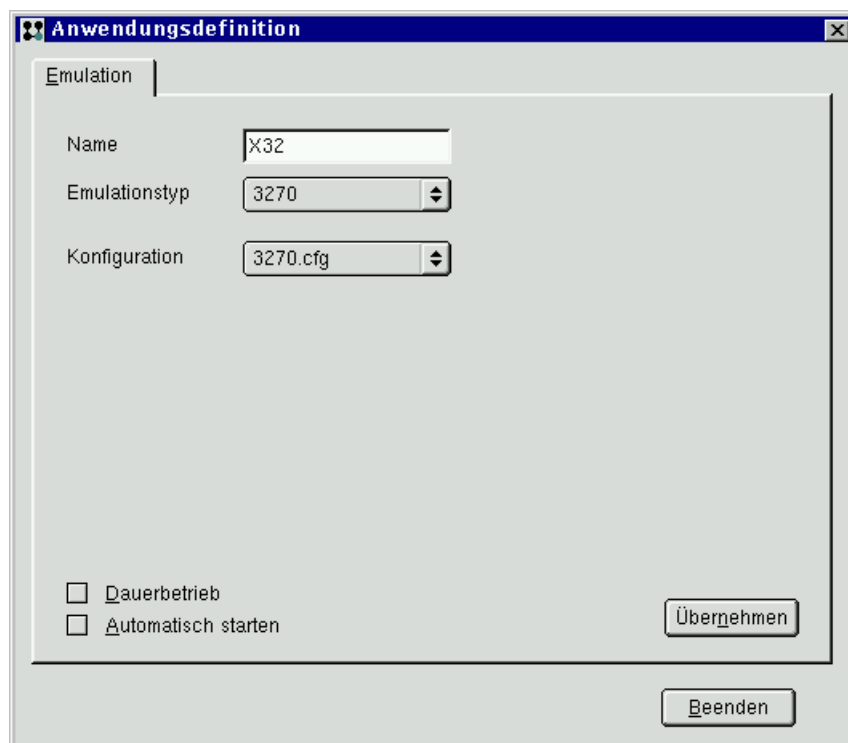 Anwendungsdefinition
Emulation
Name X32
Emulationstyp 3270
Konfiguration 3270.cfg
Dauerbetrieb
Automatisch starten
Übernehmen
Beenden